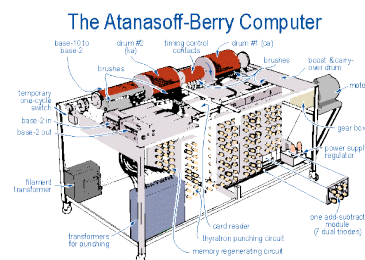 The Atanasoff-Berry Computer
base-10 to
base-2
drum #2
(ka)
timing control
contacts
drum #1 (ca)
brushes
brushes
boost & carry-
over drum
motor
temporary
one-cycle
switch
base-2 in
base-2 out
gear box
power supply
regulator
filament
transformer
card reader
thyratron punching circuit
memory regenerating circuit
transformers
for punching
one add-subtract
module
(7 dual triodes)